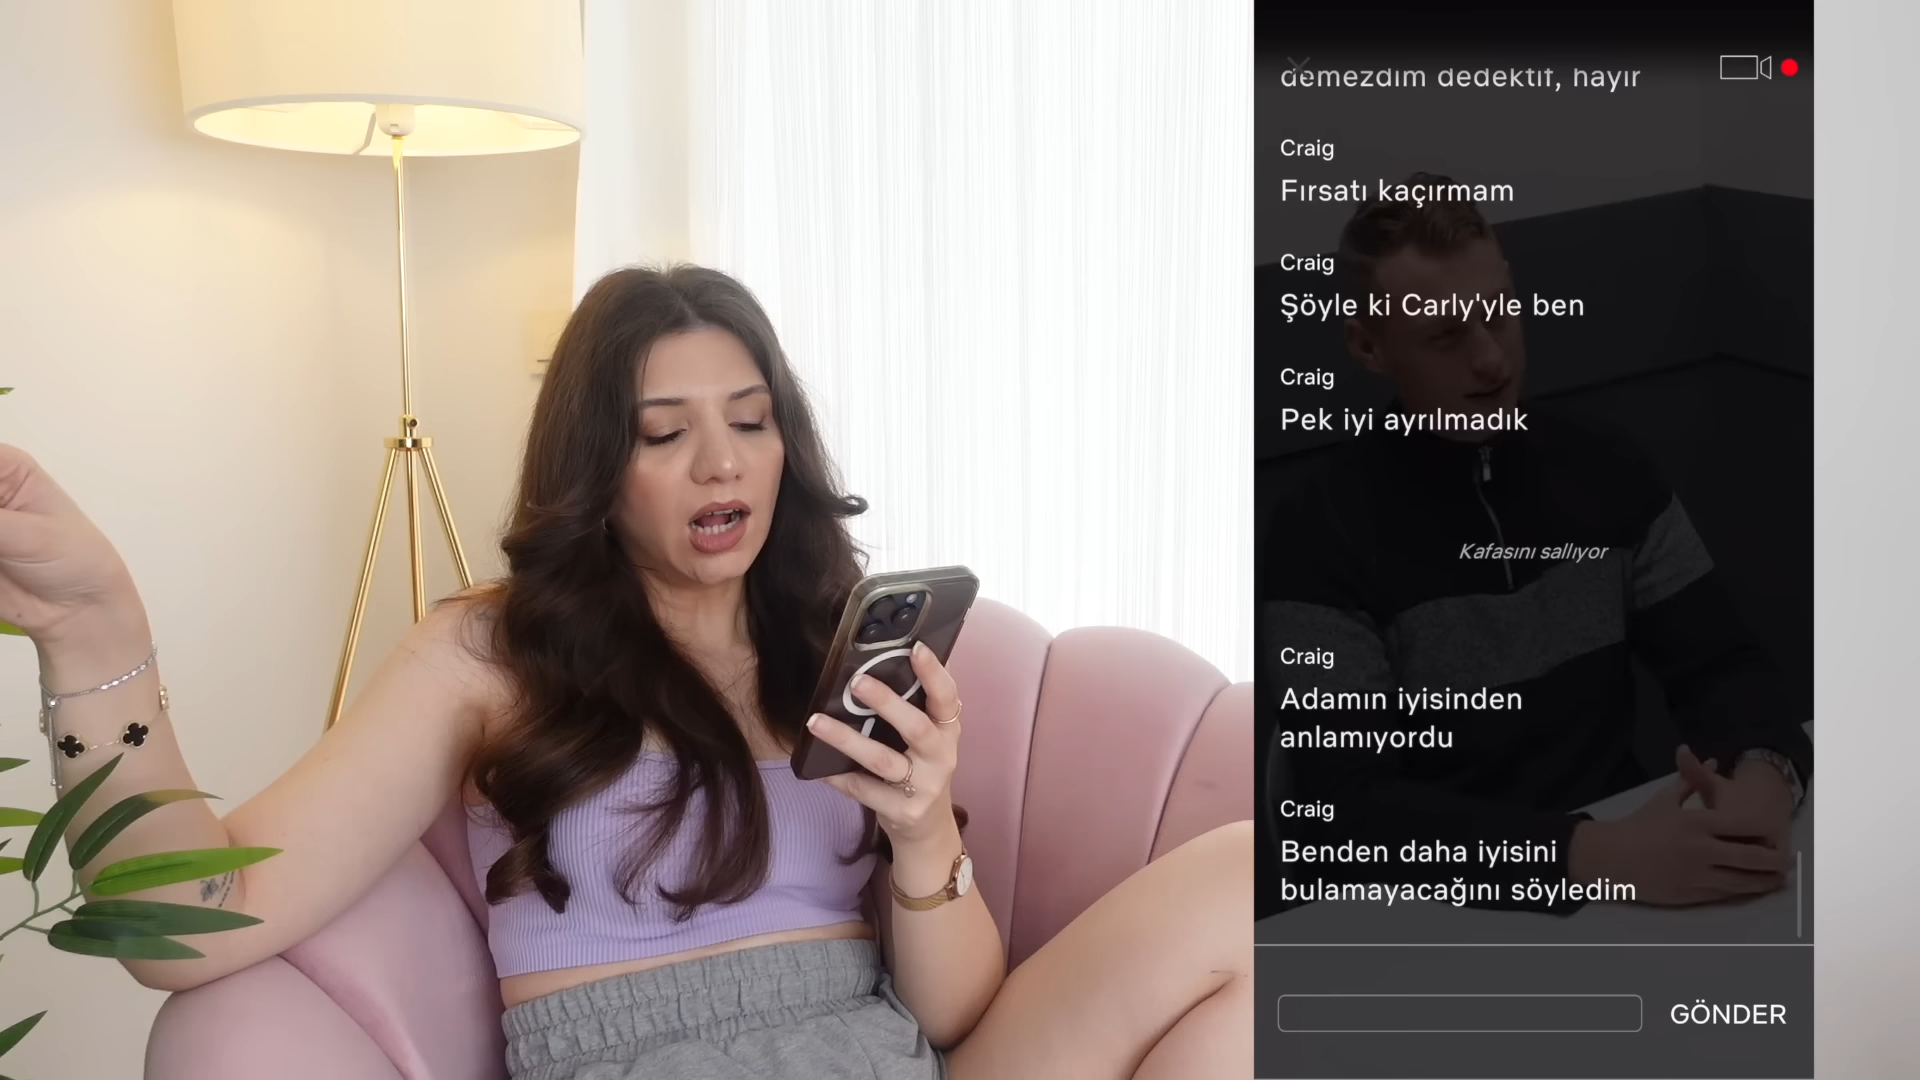 demezdim dedektif, hayır
Craig
Fırsatı kaçırmam
Craig
Şöyle ki Carly'yle ben
Craig
Pek iyi ayrılmadık
Kafasını sallıyor
Craig
Adamın iyisinden
anlamıyordu
Craig
Benden daha iyisini
bulamayacağını söyledim
GÖNDER